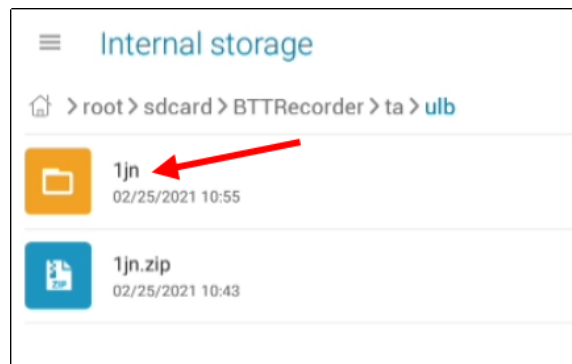 Internal storage
> root > sdcard > BTTRecorder > ta > ulb
1jn
02/25/2021 10:55
1jn.zip
02/25/2021 10:43
ZIP